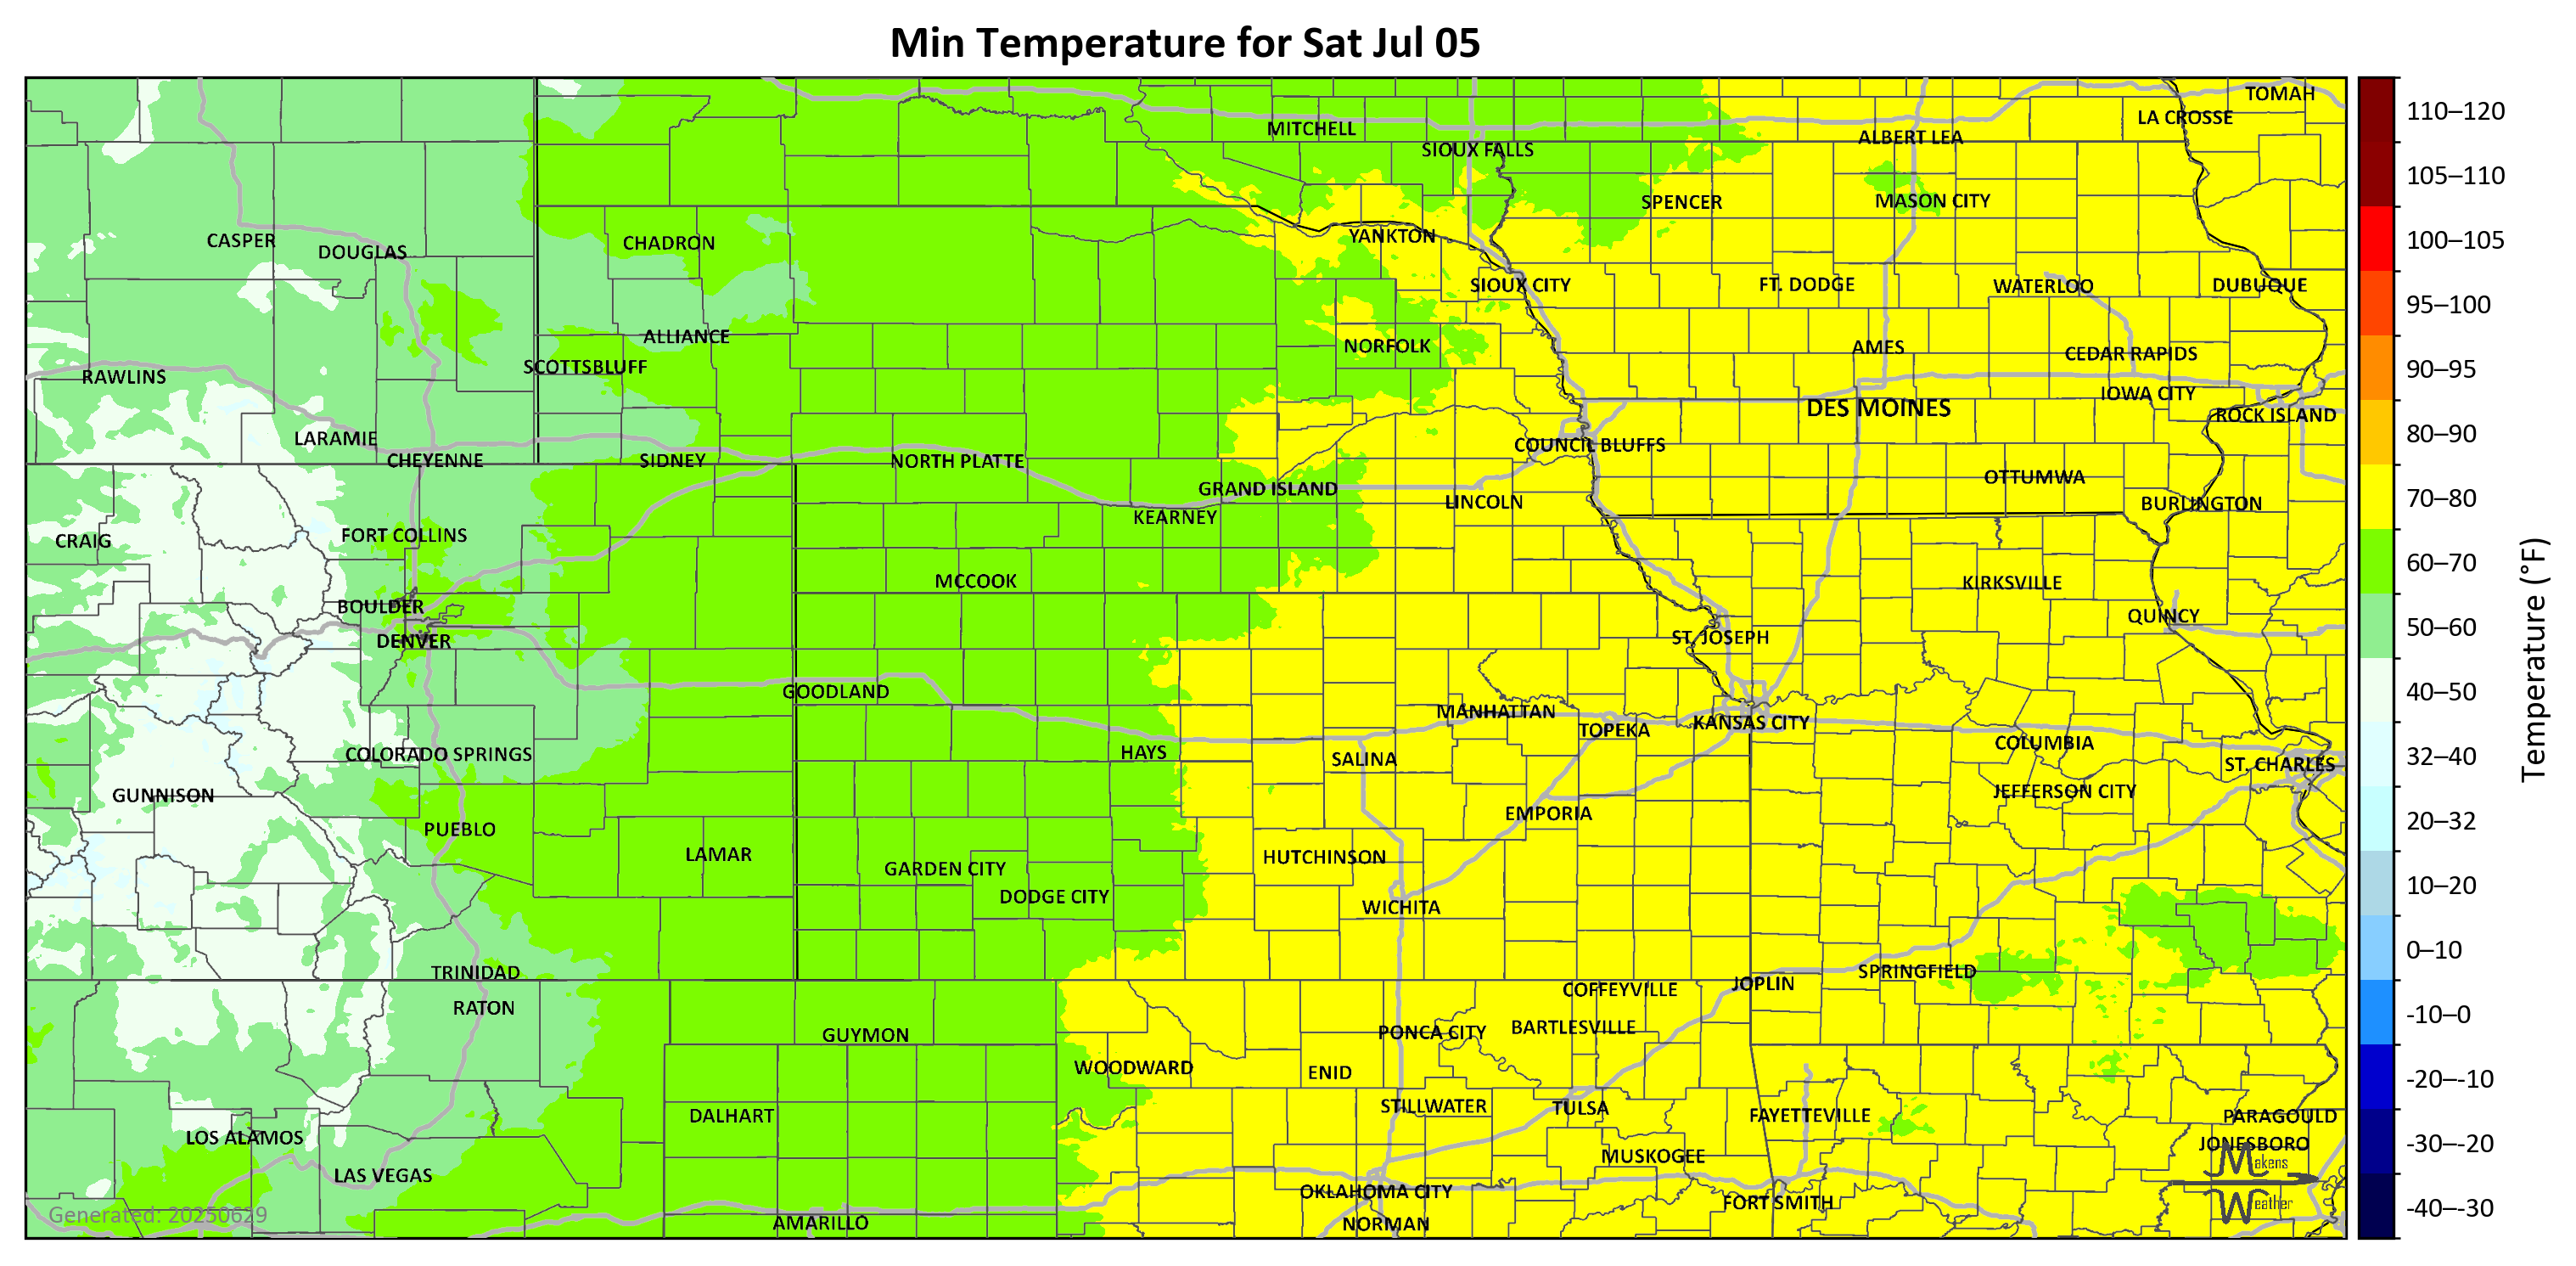 Min Temperature for Sat Jul 05
TOMAH
LA CROSSE
MITCHELL
ALBERT LEA
SIOUX FALLS
SPENCER
MASON CITY
CASPER
DOUGLAS
CHADRON
YANKTON
SIOUX CITY
FT. DODGE
WATERLOO
DUBUQUE
ALLIANCE
NORFOLK
AMES
CEDAR RAPIDS
SCOTTSBLUFF
RAWLINS
IOWA CITY
DES MOINES
ROCK ISLAND
LARAMIE
COUNCIL BLUFFS
CHEYENNE
SIDNEY
NORTH PLATTE
OTTUMWA
GRAND ISLAND
LINCOLN
BURLINGTON
KEARNEY
FORT COLLINS
CRAIG
MCCOOK
KIRKSVILLE
BOULDER
QUINCY
DENVER
ST. JOSEPH
GOODLAND
MANHATTAN
KANSAS CITY
TOPEKA
COLUMBIA
COLORADO SPRINGS
HAYS
SALINA
ST. CHARLES
GUNNISON
JEFFERSON CITY
EMPORIA
PUEBLO
LAMAR
HUTCHINSON
GARDEN CITY
DODGE CITY
WICHITA
TRINIDAD
SPRINGFIELD
JOPLIN
COFFEYVILLE
RATON
BARTLESVILLE
PONCA CITY
GUYMON
WOODWARD
ENID
STILLWATER
TULSA
DALHART
FAYETTEVILLE
PARAGOULD
LOS ALAMOS
JONESBORO
MUSKOGEE
LAS VEGAS
OKLAHOMA CITY
FORT SMITH
AMARILLO
NORMAN
Generated: 20250629
Makens
Weather
110–120
105–110
100–105
95–100
90–95
80–90
70–80
60–70
50–60
40–50
32–40
20–32
10–20
0–10
-10–0
-20–-10
-30–-20
-40–-30
Temperature (°F)